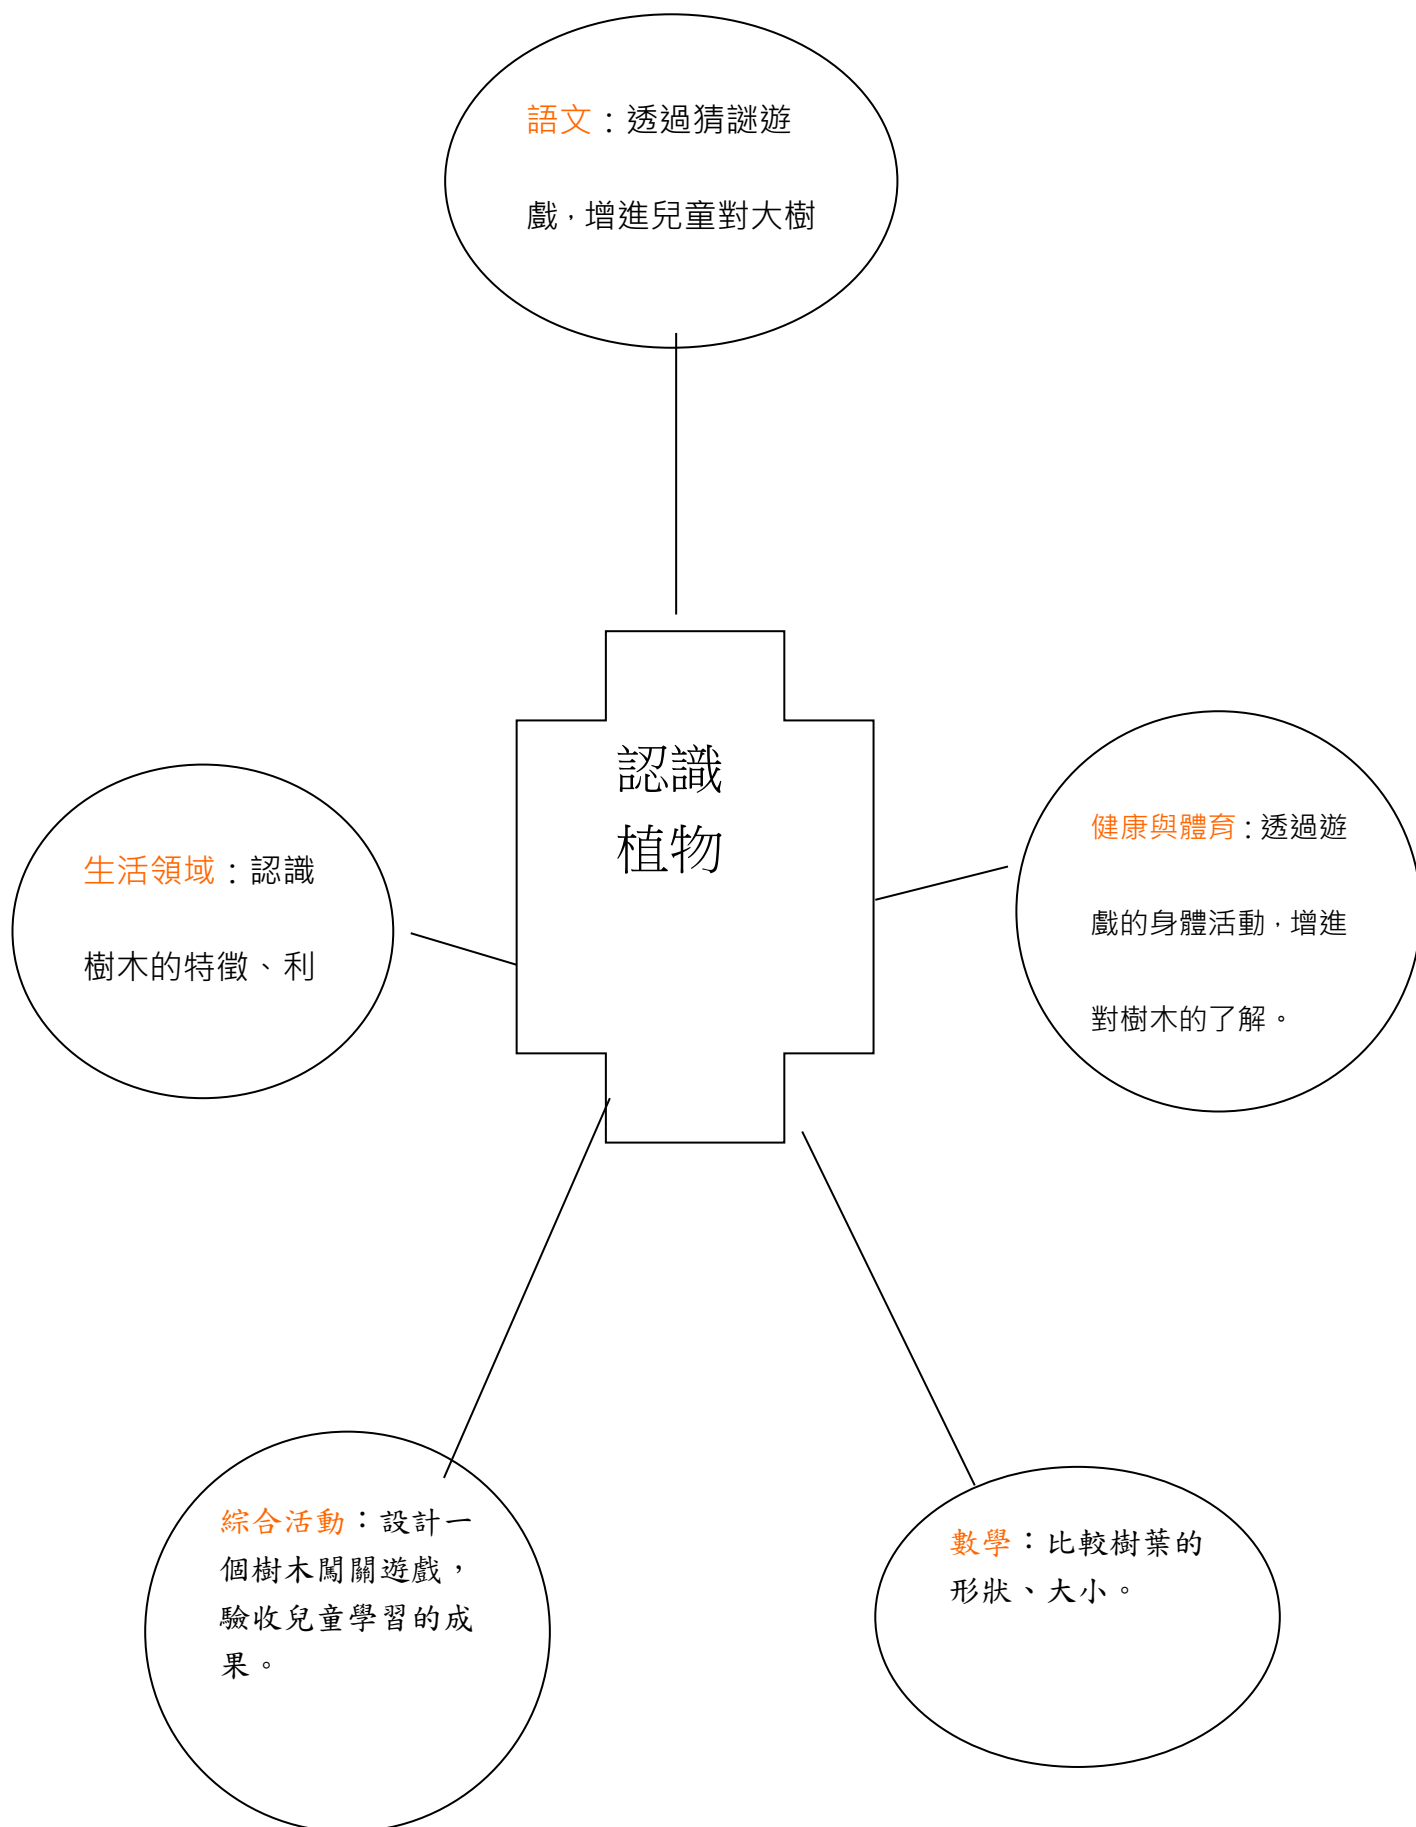 語文：透過猜謎遊
戲，增進兒童對大樹
認識
植物
生活領域：認識
樹木的特徵、利
健康與體育：透過遊
戲的身體活動，增進
對樹木的了解。
綜合活動：設計一
個樹木闖關遊戲，
驗收兒童學習的成
果。
數學：比較樹葉的
形狀、大小。